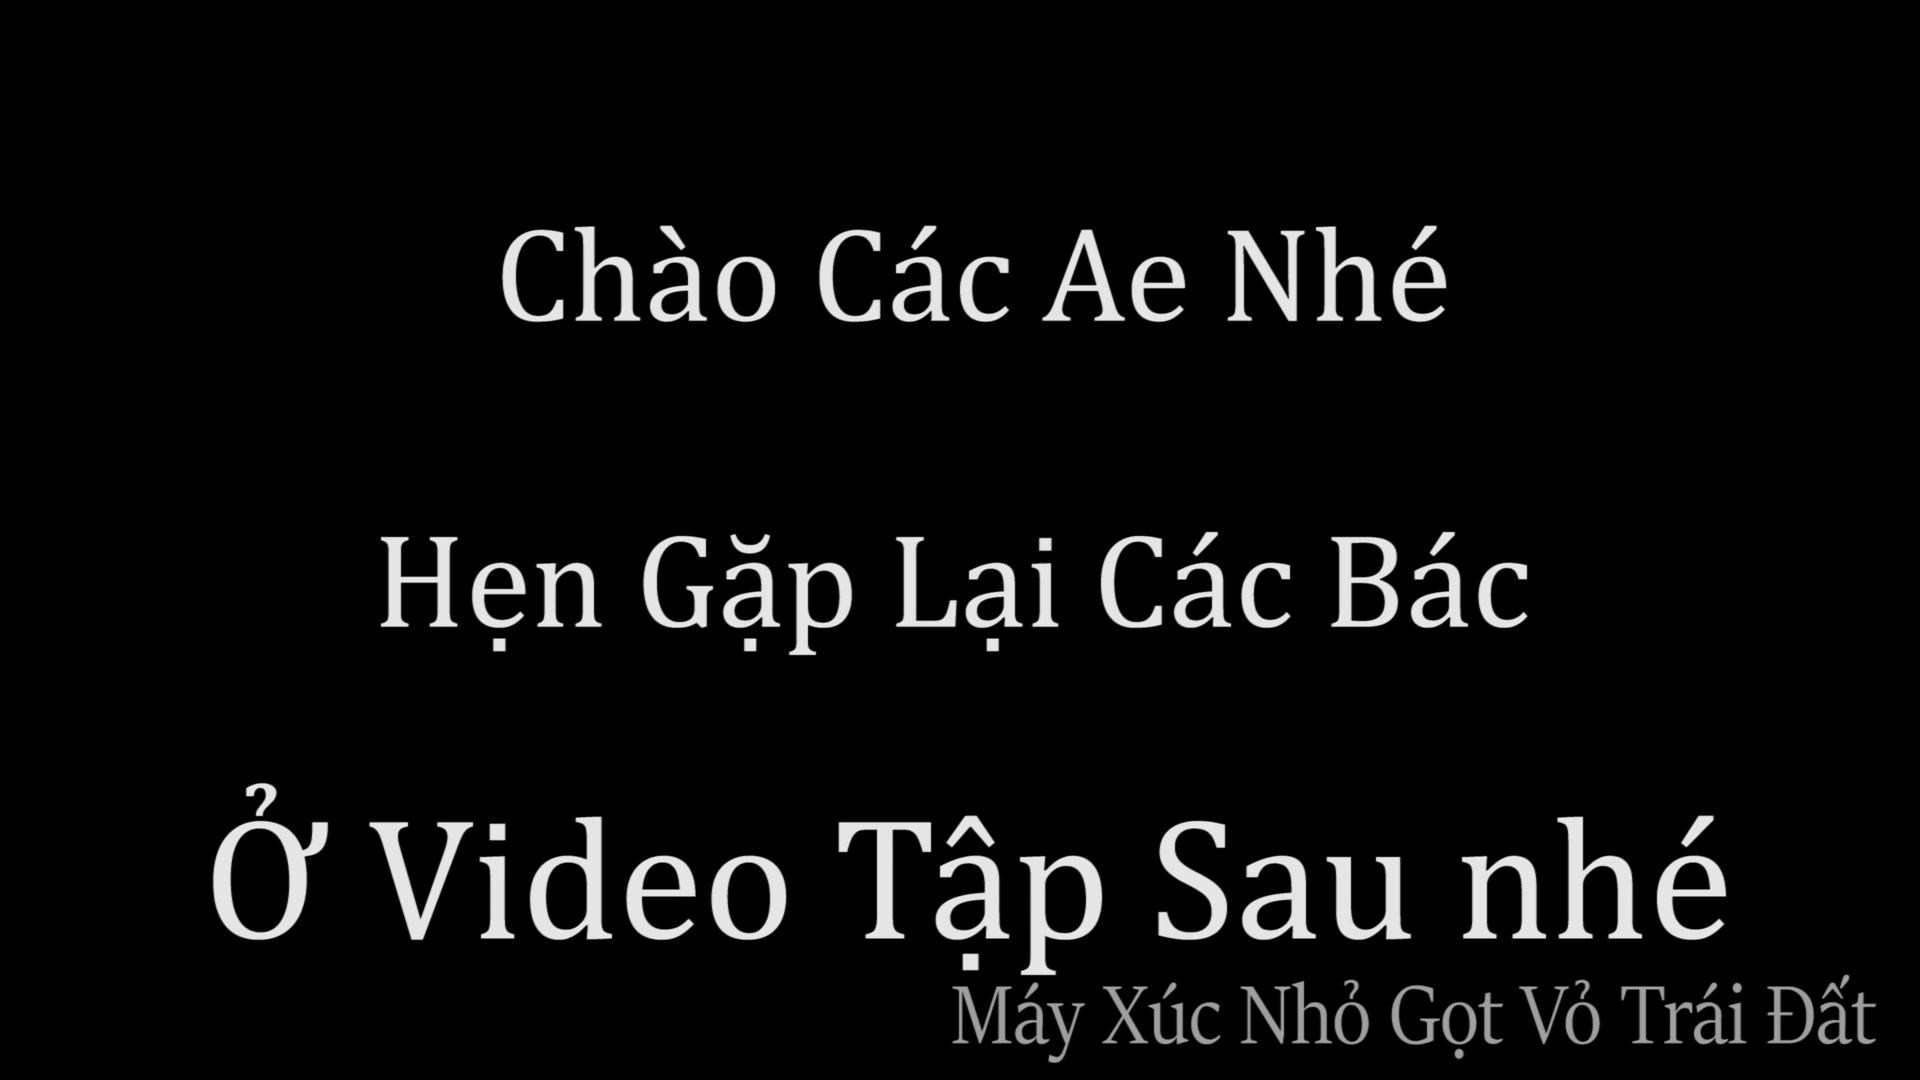 Chào Các Ae Nhé
Hẹn Gặp Lại Các Bác
Ở Video Tập Sau nhé
Máy Xúc Nhỏ Gọt Vỏ Trái Đất